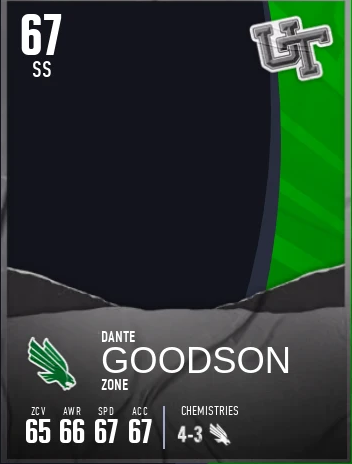 67
SS
UT
DANTE
GOODSON
ZONE
ZCV AWR SPD ACC
65 66 67 67
CHEMISTRIES
4-3